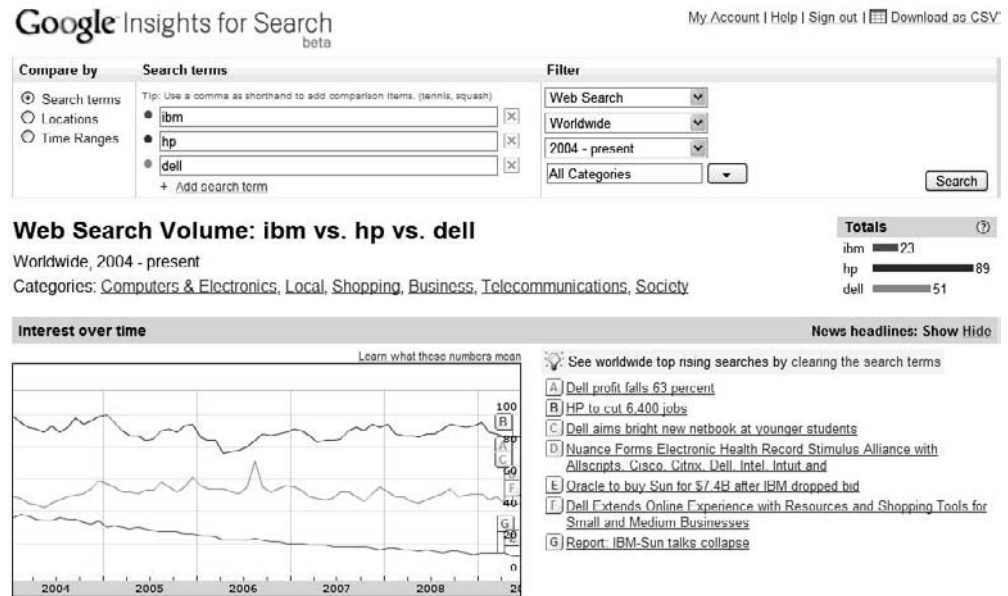 Google Insights for Search
beta
My Account | Help | Sign out | Download as CSV
Compare by
Search terms
Filter
Search terms
Locations
Time Ranges
Tip: Use a comma as shorthand to add comparison items. (tennis, squash)
ibm
hp
dell
+ Add search term
Web Search
Worldwide
2004 - present
All Categories
Search
Web Search Volume: ibm vs. hp vs. dell
Worldwide, 2004 - present
Categories: Computers & Electronics, Local, Shopping, Business, Telecommunications, Society
Totals ?
ibm 23
hp 89
dell 51
Interest over time
News headlines: Show Hide
Learn what these numbers mean
100
80
60
40
20
0
B
A
C
D
F
G
E
2004 2005 2006 2007 2008
See worldwide top rising searches by clearing the search terms
A Dell profit falls 63 percent
B HP to cut 6,400 jobs
C Dell aims bright new netbook at younger students
D Nuance Forms Electronic Health Record Stimulus Alliance with
Allscripts, Cisco, Citrix, Dell, Intel, Intuit and
E Oracle to buy Sun for $7.4B after IBM dropped bid
F Dell Extends Online Experience with Resources and Shopping Tools for
Small and Medium Businesses
G Report: IBM-Sun talks collapse